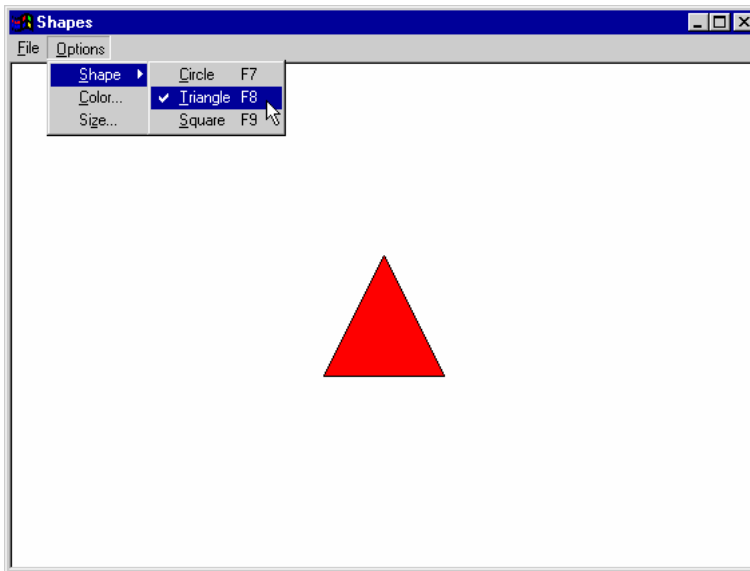 Shapes
File Options
Shape Circle F7
Color... Triangle F8
Size... Square F9